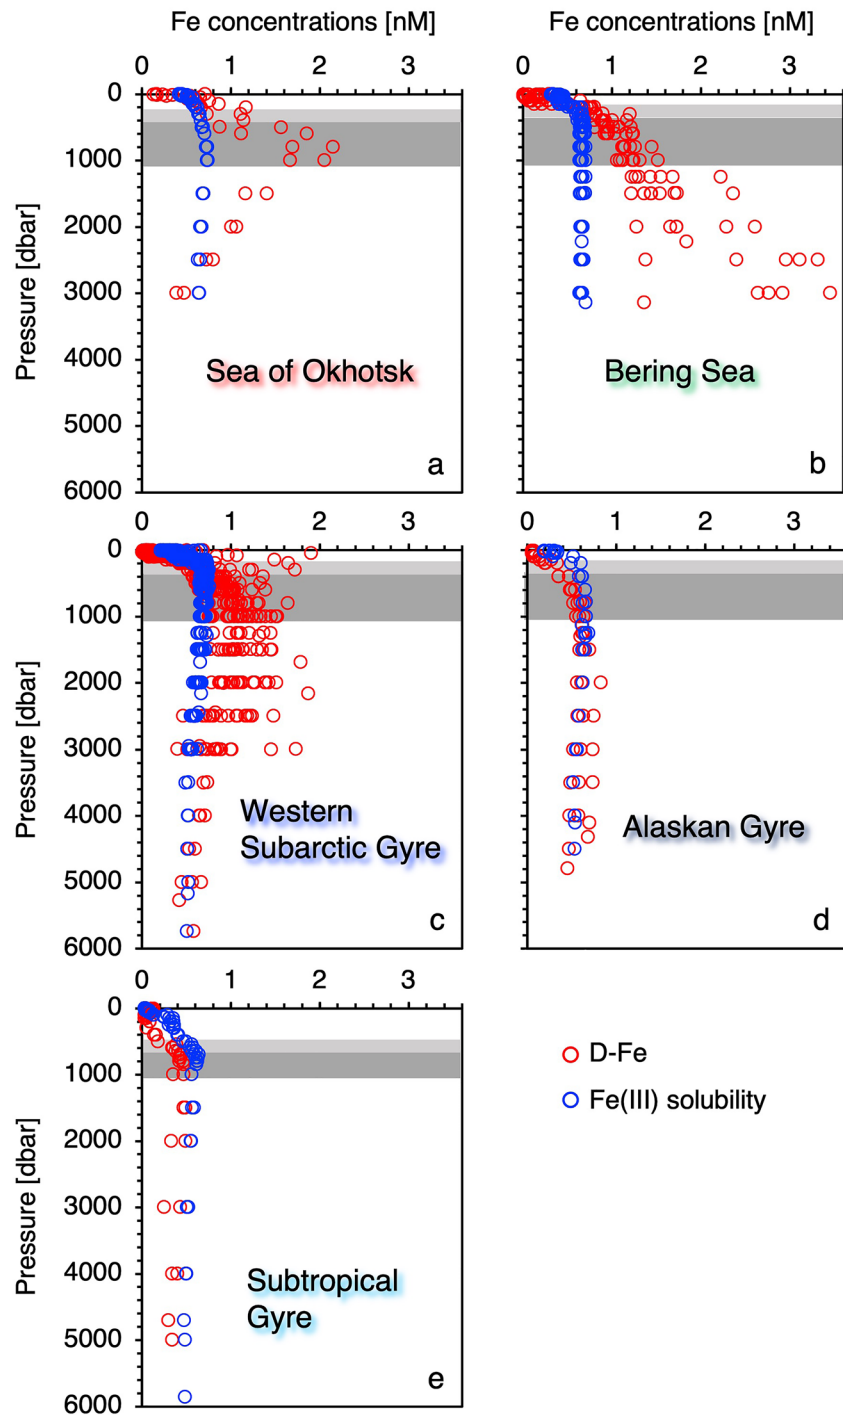 Fe concentrations [nM]
Fe concentrations [nM]
0 1 2 3
0 1 2 3
0
1000
2000
3000
4000
5000
6000
Pressure [dbar]
Sea of Okhotsk
a
Bering Sea
b
0 1 2 3
0 1 2 3
0
1000
2000
3000
4000
5000
6000
Pressure [dbar]
Western
Subarctic Gyre
c
Alaskan Gyre
d
0 1 2 3
0
1000
2000
3000
4000
5000
6000
Pressure [dbar]
Subtropical
Gyre
e
D-Fe
Fe(III) solubility